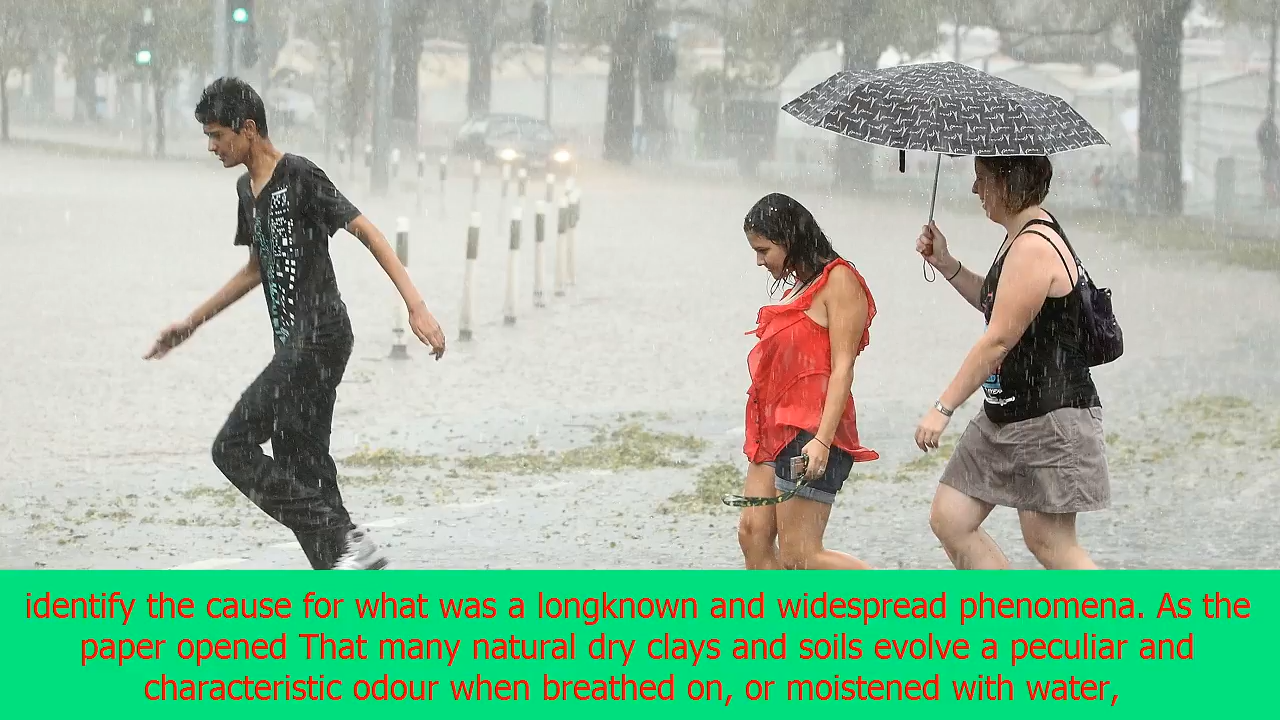 identify the cause for what was a longknown and widespread phenomena. As the
paper opened That many natural dry clays and soils evolve a peculiar and
characteristic odour when breathed on, or moistened with water,